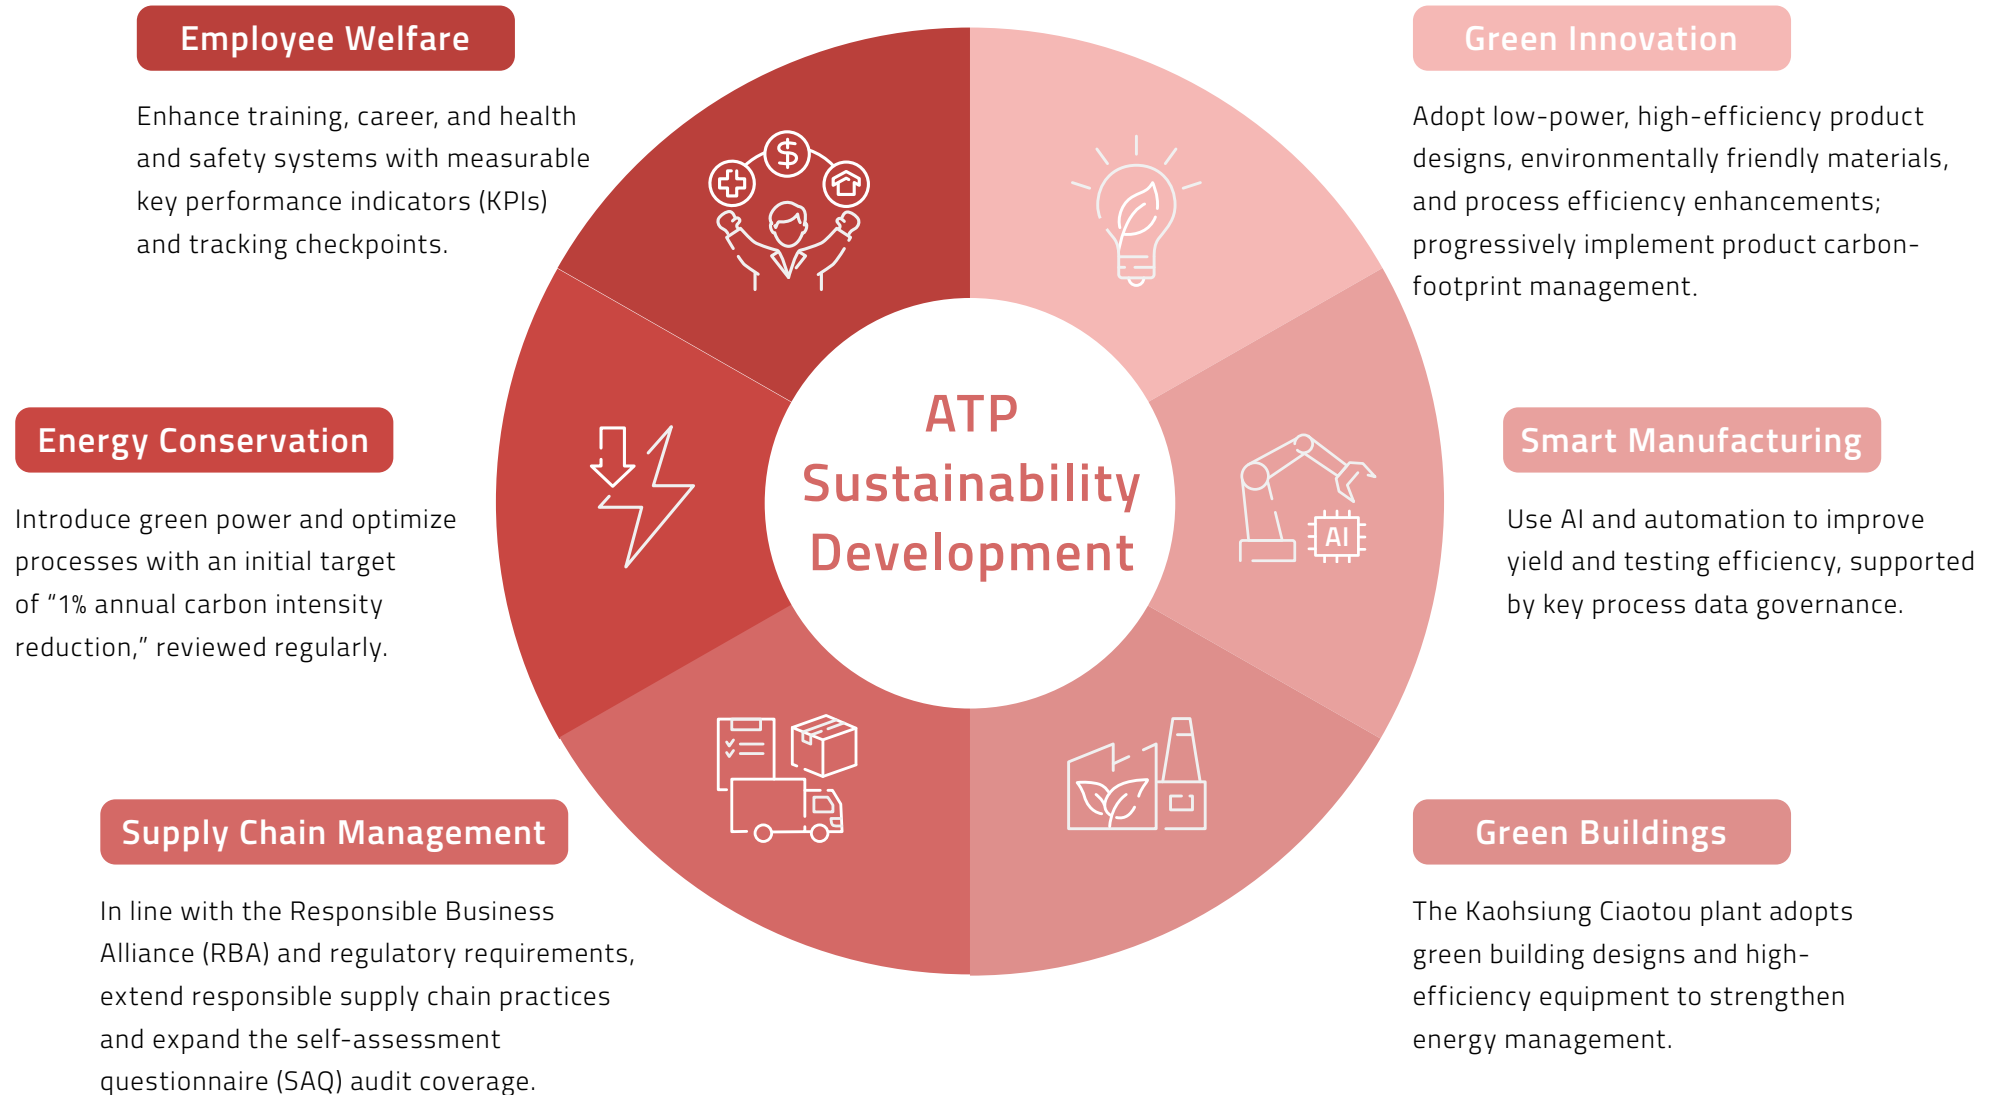 Employee Welfare
Enhance training, career, and health
and safety systems with measurable
key performance indicators (KPIs)
and tracking checkpoints.
Green Innovation
Adopt low-power, high-efficiency product
designs, environmentally friendly materials,
and process efficiency enhancements;
progressively implement product carbon-
footprint management.
ATP
Sustainability
Development
Energy Conservation
Introduce green power and optimize
processes with an initial target
of “1% annual carbon intensity
reduction,” reviewed regularly.
Smart Manufacturing
Use AI and automation to improve
yield and testing efficiency, supported
by key process data governance.
AI
Supply Chain Management
In line with the Responsible Business
Alliance (RBA) and regulatory requirements,
extend responsible supply chain practices
and expand the self-assessment
questionnaire (SAQ) audit coverage.
Green Buildings
The Kaohsiung Ciaotou plant adopts
green building designs and high-
efficiency equipment to strengthen
energy management.